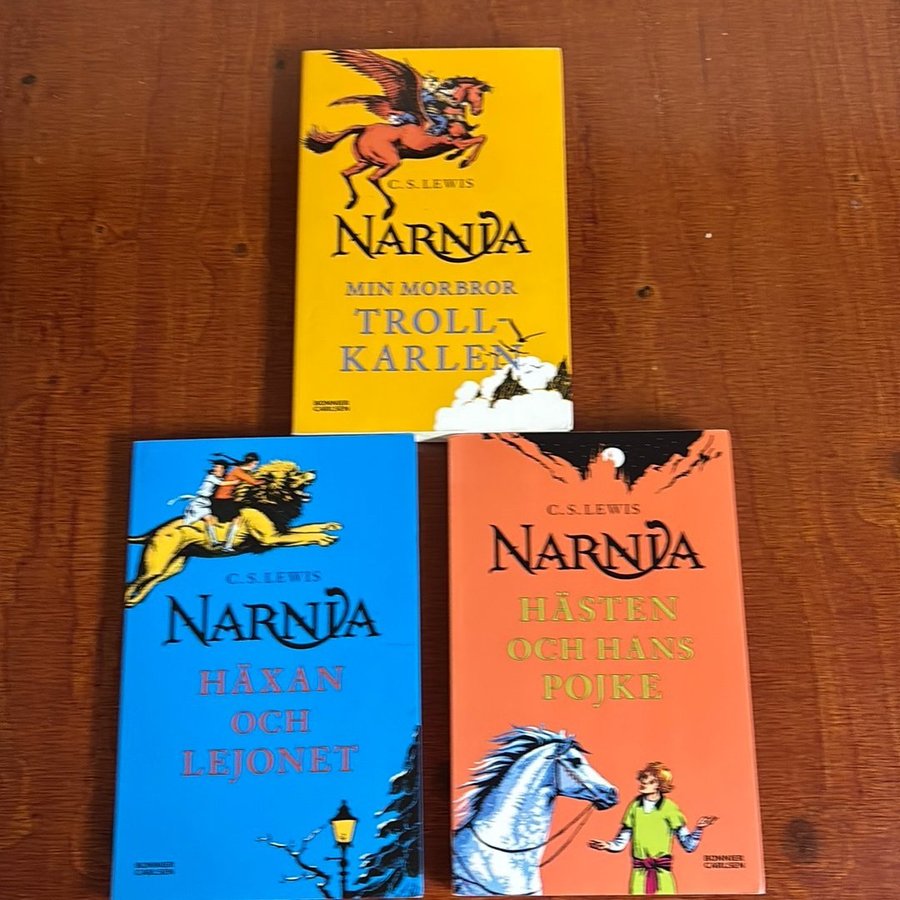 C. S. LEWIS
NARNIA
MIN MORBROR
TROLL-
KARLEN
BONNIER
CARLSEN
C. S. LEWIS
NARNIA
HÄXAN
OCH
LEJONET
BONNIER
CARLSEN
C. S. LEWIS
NARNIA
HÄSTEN
OCH HANS
POJKE
BONNIER
CARLSEN